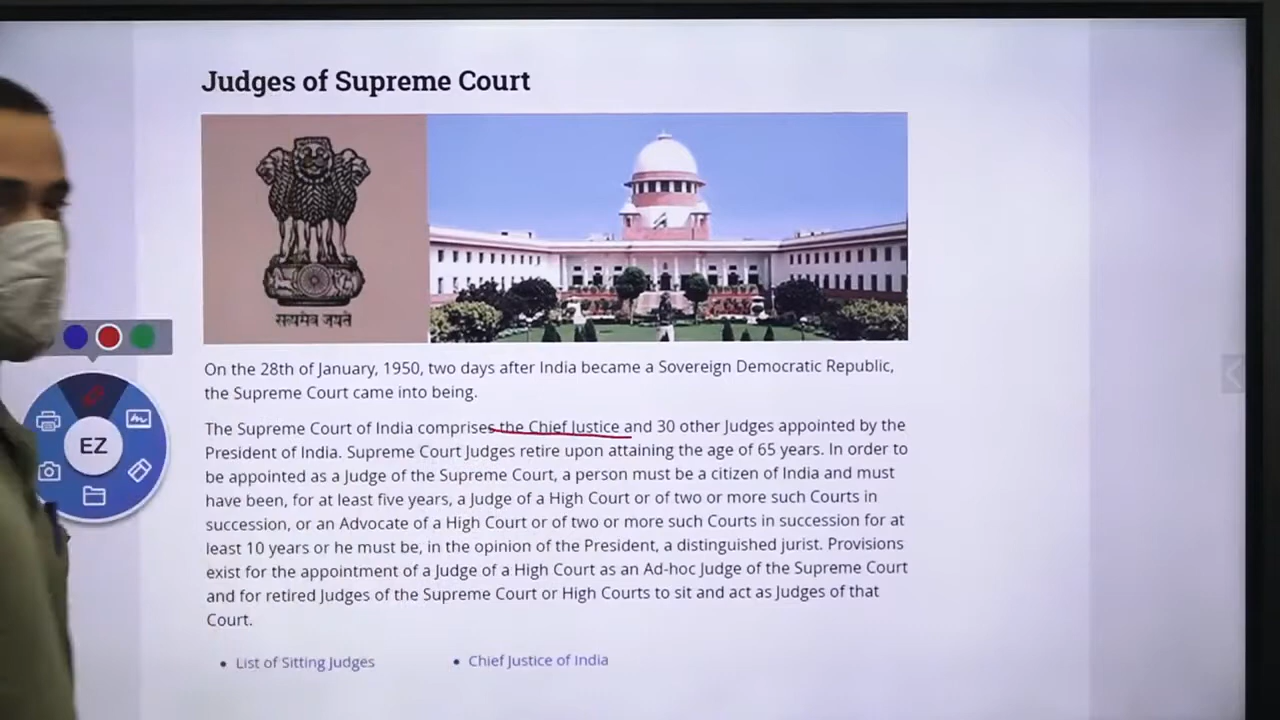 Judges of Supreme Court
सत्यमेव जयते
On the 28th of January, 1950, two days after India became a Sovereign Democratic Republic,
the Supreme Court came into being.
The Supreme Court of India comprises the Chief Justice and 30 other Judges appointed by the
President of India. Supreme Court Judges retire upon attaining the age of 65 years. In order to
be appointed as a Judge of the Supreme Court, a person must be a citizen of India and must
have been, for at least five years, a Judge of a High Court or of two or more such Courts in
succession, or an Advocate of a High Court or of two or more such Courts in succession for at
least 10 years or he must be, in the opinion of the President, a distinguished jurist. Provisions
exist for the appointment of a Judge of a High Court as an Ad-hoc Judge of the Supreme Court
and for retired Judges of the Supreme Court or High Courts to sit and act as Judges of that
Court.
• List of Sitting Judges • Chief Justice of India
EZ